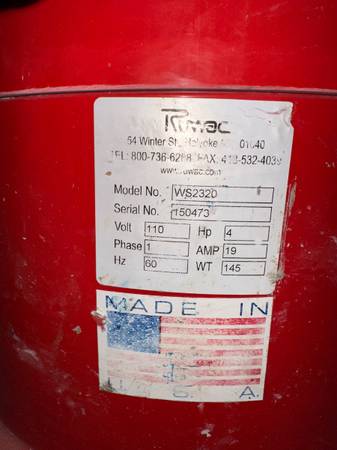 Ruwac
54 Winter St., Holyoke 01040
TEL: 800-736-6288 FAX: 413-532-4039
www.ruwac.com
Model No. WS2320
Serial No. 150473
Volt 110 Hp 4
Phase 1 AMP 19
Hz 60 WT 145
MADE IN
U. S. A.